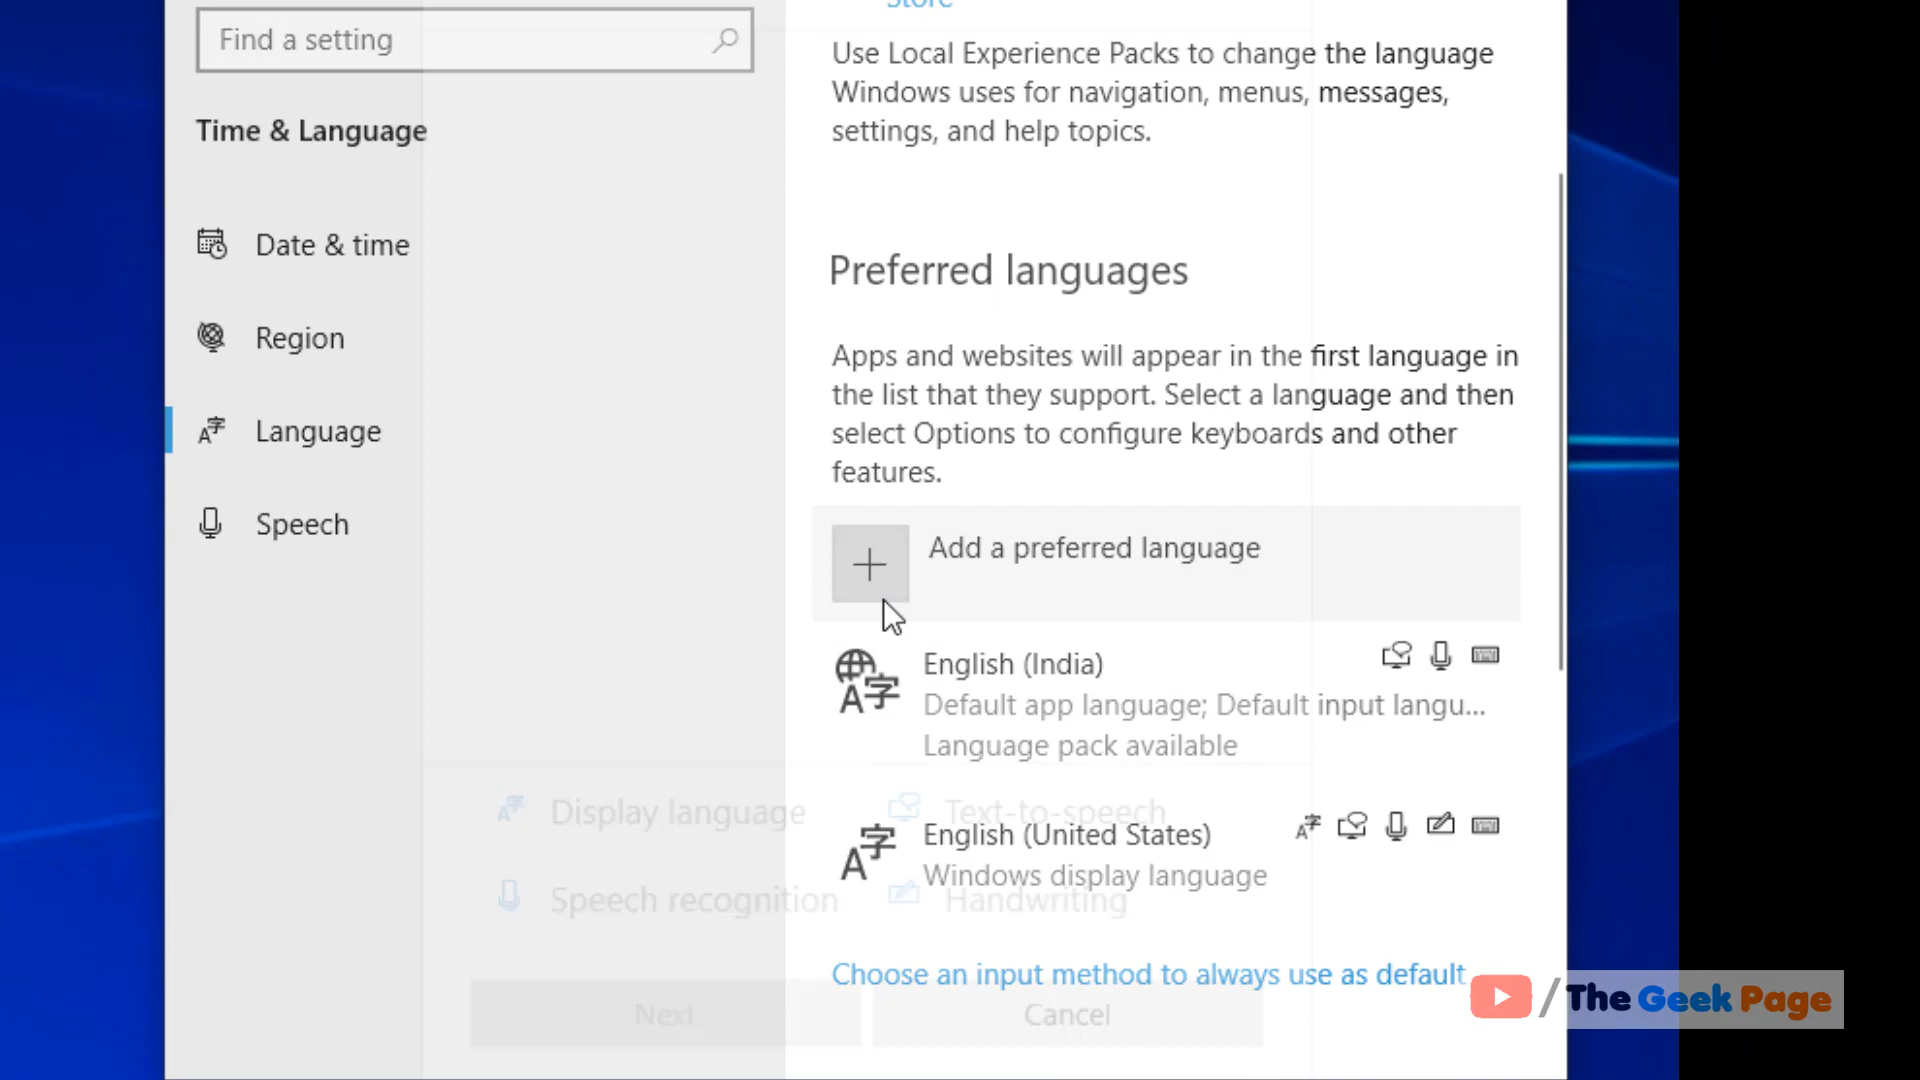 Store
Find a setting
Time & Language
Date & time
Region
Language
Speech
Use Local Experience Packs to change the language
Windows uses for navigation, menus, messages,
settings, and help topics.
Preferred languages
Apps and websites will appear in the first language in
the list that they support. Select a language and then
select Options to configure keyboards and other
features.
Add a preferred language
English (India)
Default app language; Default input langu...
Language pack available
English (United States)
Windows display language
Choose an input method to always use as default
Display language
Text-to-speech
Speech recognition
Handwriting
Next
Cancel
/The Geek Page